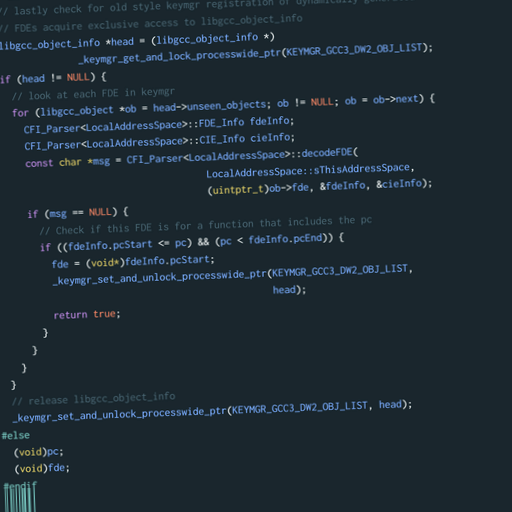 // lastly check for old style keymgr registration of dynamically
// FDEs acquire exclusive access to libgcc_object_info
libgcc_object_info *head = (libgcc_object_info *)
_keymgr_get_and_lock_processwide_ptr(KEYMGR_GCC3_DW2_OBJ_LIST);
if (head != NULL) {
// look at each FDE in keymgr
for (libgcc_object *ob = head->unseen_objects; ob != NULL; ob = ob->next) {
CFI_Parser<LocalAddressSpace>::FDE_Info fdeInfo;
CFI_Parser<LocalAddressSpace>::CIE_Info cieInfo;
const char *msg = CFI_Parser<LocalAddressSpace>::decodeFDE(
LocalAddressSpace::sThisAddressSpace,
(uintptr_t)ob->fde, &fdeInfo, &cieInfo);
if (msg == NULL) {
// Check if this FDE is for a function that includes the pc
if ((fdeInfo.pcStart <= pc) && (pc < fdeInfo.pcEnd)) {
fde = (void*)fdeInfo.pcStart;
_keymgr_set_and_unlock_processwide_ptr(KEYMGR_GCC3_DW2_OBJ_LIST,
head);
return true;
}
}
}
}
// release libgcc_object_info
_keymgr_set_and_unlock_processwide_ptr(KEYMGR_GCC3_DW2_OBJ_LIST, head);
#else
(void)pc;
(void)fde;
#endif